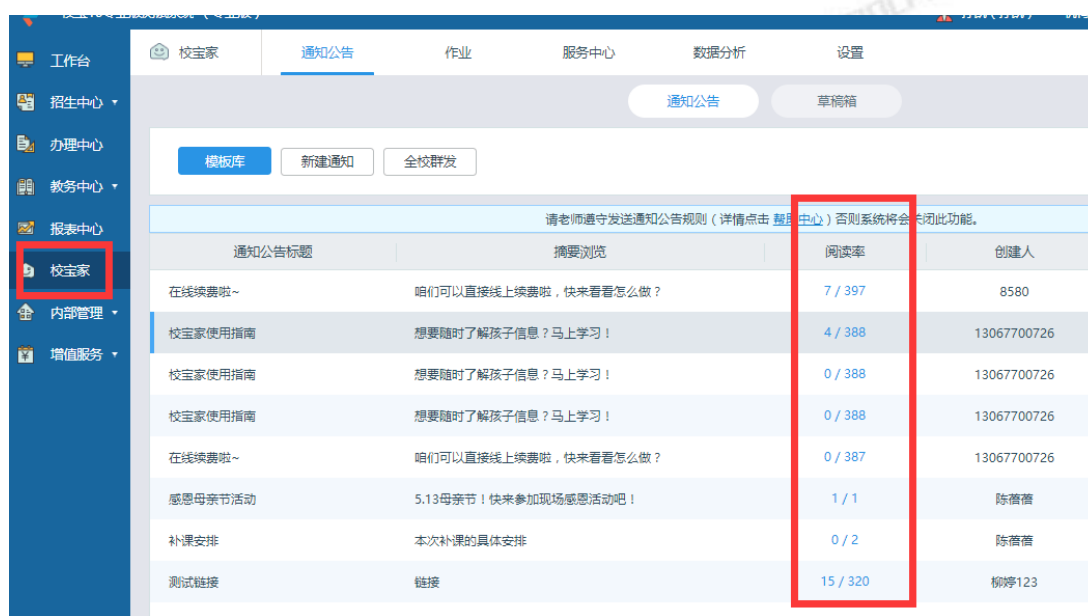 工作台
招生中心
办理中心
教务中心
报表中心
校宝家
内部管理
增值服务
校宝家 通知公告 作业 服务中心 数据分析 设置
通知公告 草稿箱
模板库 新建通知 全校群发
请老师遵守发送通知公告规则（详情点击 帮助中心）否则系统将会关闭此功能。
通知公告标题 摘要浏览 阅读率 创建人
在线续费啦~ 咱们可以直接线上续费啦，快来看看怎么做？ 7 / 397 8580
校宝家使用指南 想要随时了解孩子信息？马上学习！ 4 / 388 13067700726
校宝家使用指南 想要随时了解孩子信息？马上学习！ 0 / 388 13067700726
校宝家使用指南 想要随时了解孩子信息？马上学习！ 0 / 388 13067700726
在线续费啦~ 咱们可以直接线上续费啦，快来看看怎么做？ 0 / 387 13067700726
感恩母亲节活动 5.13母亲节！快来参加现场感恩活动吧！ 1 / 1 陈蓿蓿
补课安排 本次补课的具体安排 0 / 2 陈蓿蓿
测试链接 链接 15 / 320 柳婷123